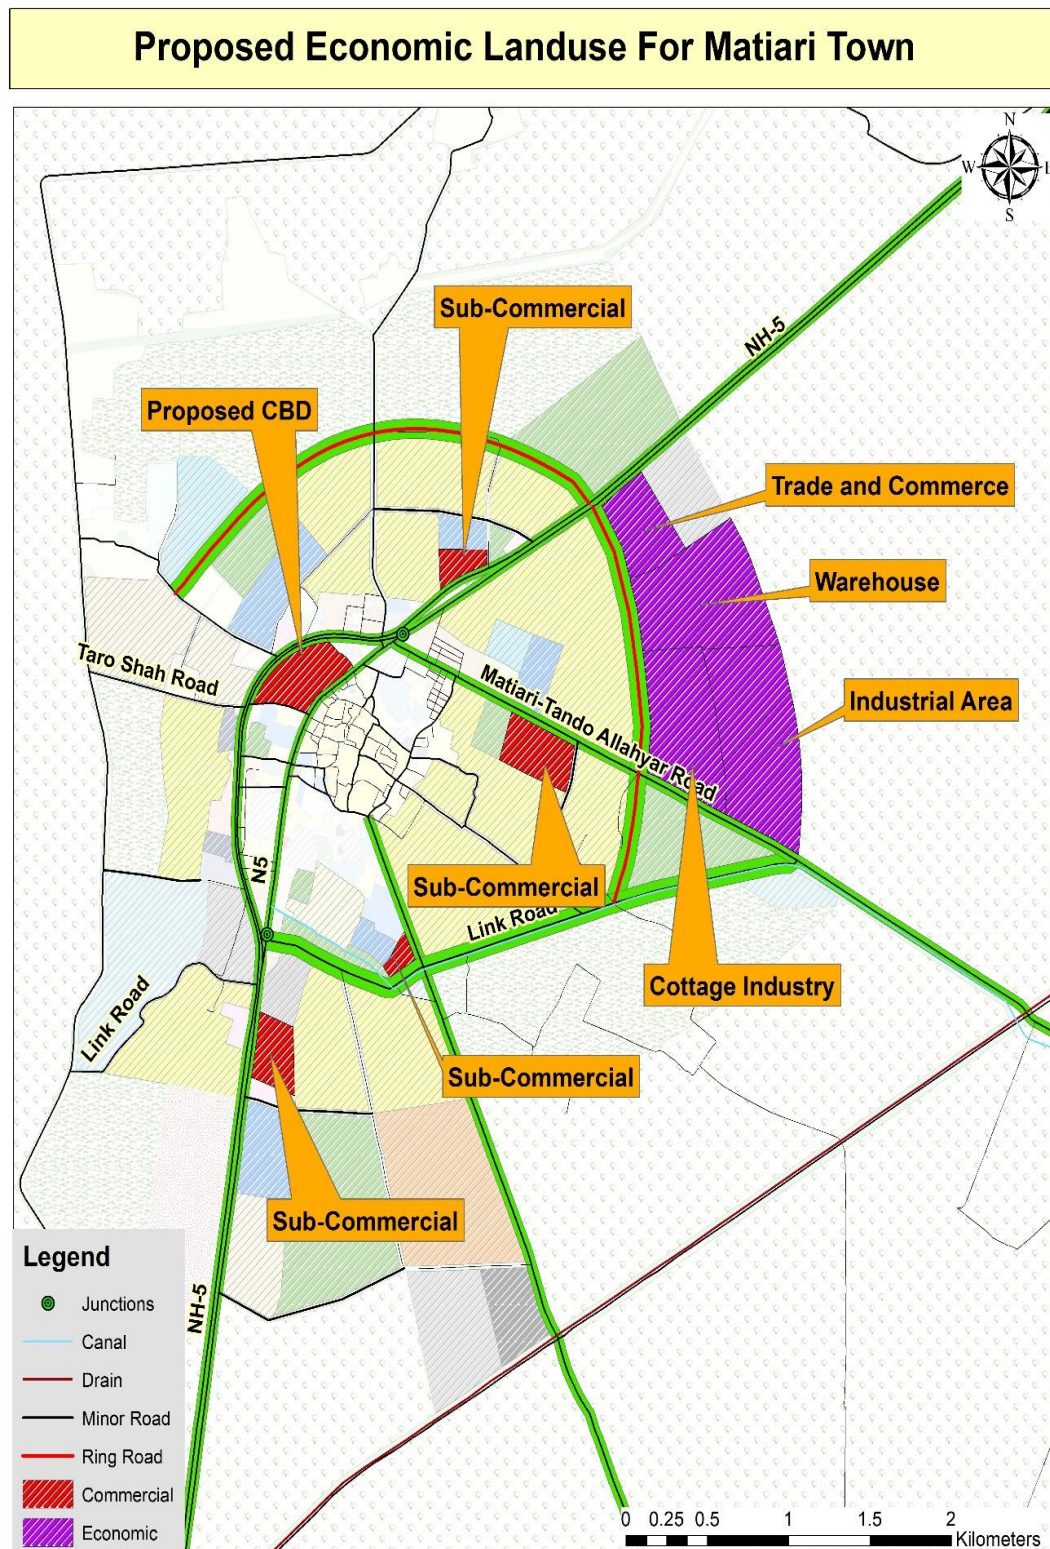 Proposed Economic Landuse For Matiari Town
N
W
S
Sub-Commercial
NH-5
Proposed CBD
Trade and Commerce
Warehouse
Taro Shah Road
Matiari-Tando Allahyar Road
Industrial Area
N5
Sub-Commercial
Link Road
Cottage Industry
Link Road
Sub-Commercial
Sub-Commercial
NH-5
Legend
Junctions
Canal
Drain
Minor Road
Ring Road
Commercial
Economic
0 0.25 0.5 1 1.5 2
Kilometers